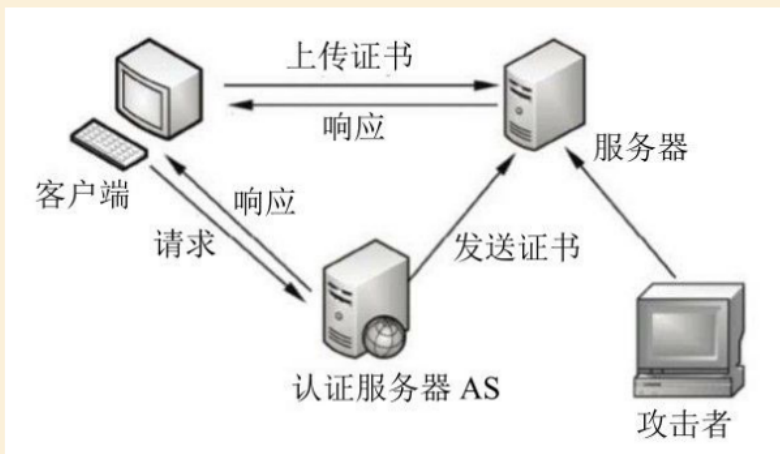 上传证书
响应
服务器
客户端
响应
请求
发送证书
认证服务器 AS
攻击者